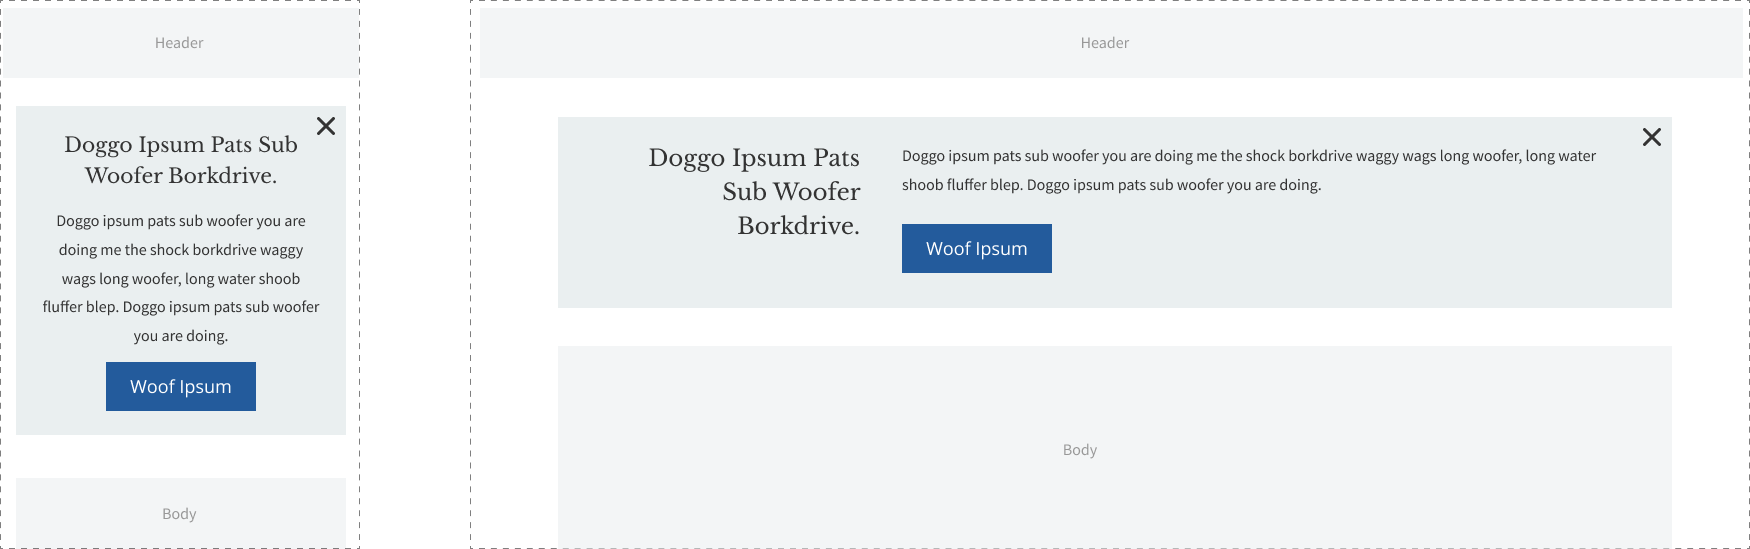 Header
Doggo Ipsum Pats Sub
Woofer Borkdrive.
Doggo ipsum pats sub woofer you are
doing me the shock borkdrive waggy
wags long woofer, long water shoob
fluffer blep. Doggo ipsum pats sub woofer
you are doing.
Woof Ipsum
Body
Header
Doggo Ipsum Pats
Sub Woofer
Borkdrive.
Doggo ipsum pats sub woofer you are doing me the shock borkdrive waggy wags long woofer, long water
shoob fluffer blep. Doggo ipsum pats sub woofer you are doing.
Woof Ipsum
Body